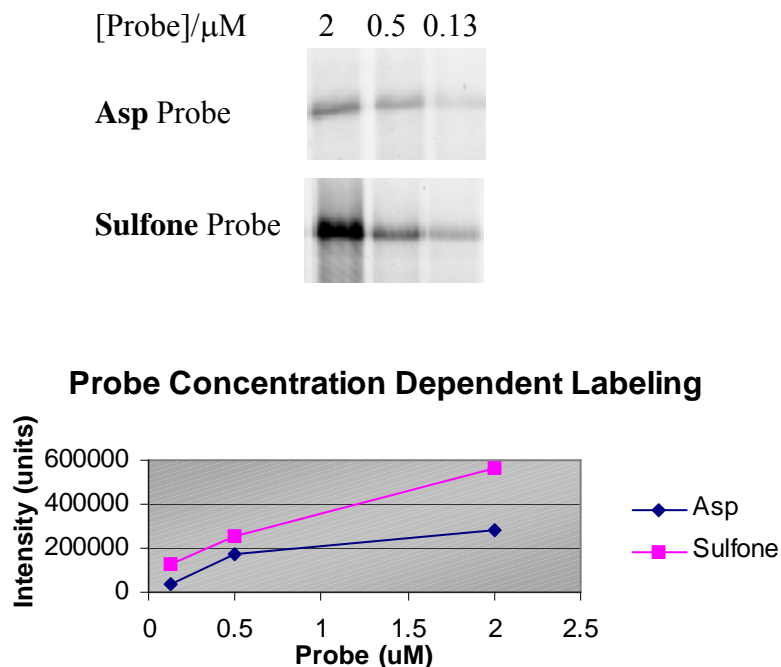 [Probe]/μM 2 0.5 0.13
Asp Probe
Sulfone Probe
Probe Concentration Dependent Labeling
Intensity (units)
600000
400000
200000
0
0 0.5 1 1.5 2 2.5
Probe (uM)
Asp
Sulfone